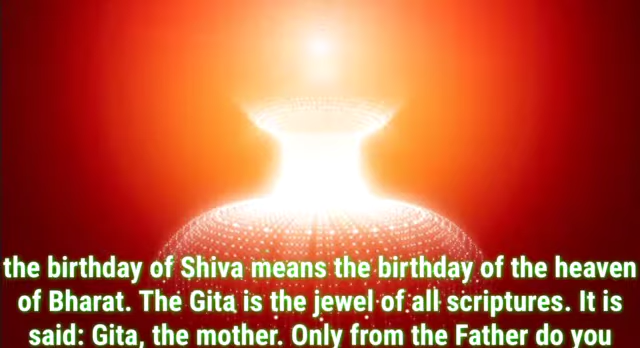 the birthday of Shiva means the birthday of the heaven
of Bharat. The Gita is the jewel of all scriptures. It is
said: Gita, the mother. Only from the Father do you